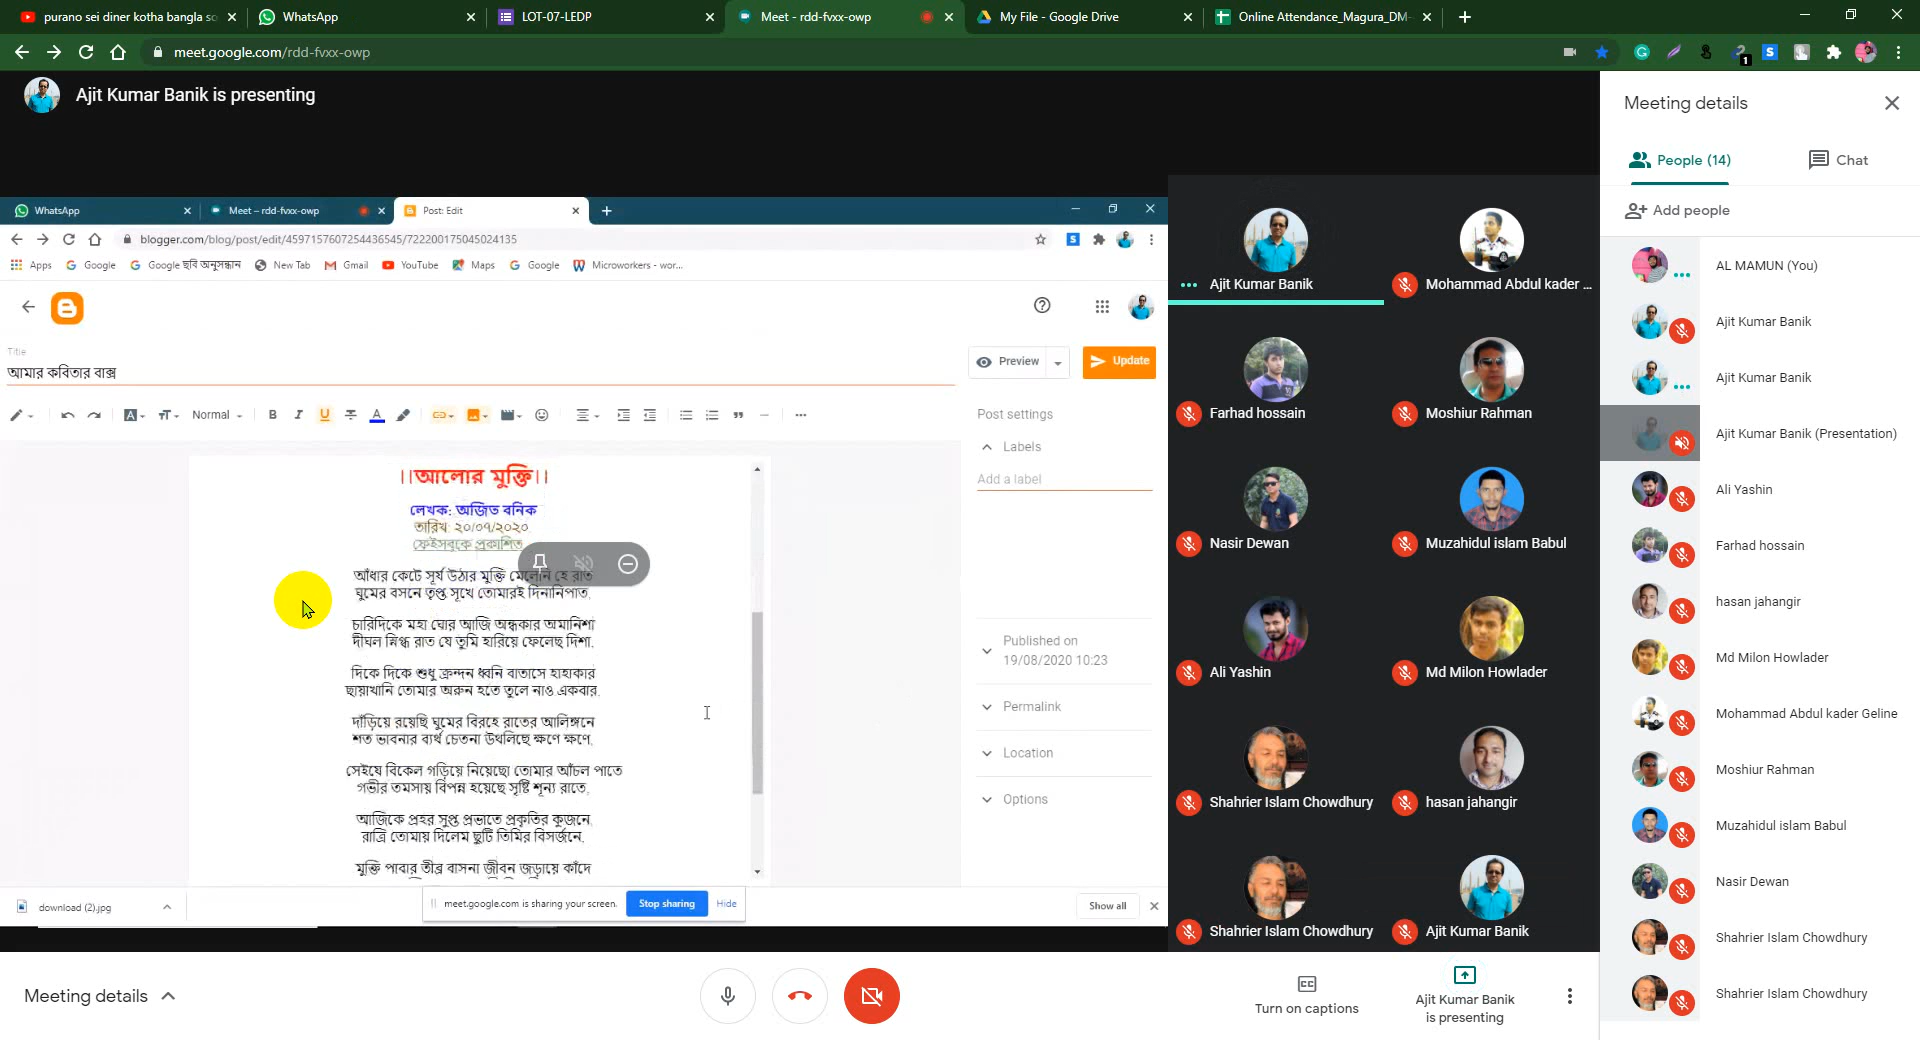 purano sei diner kotha bangla so
WhatsApp
LOT-07-LEDP
Meet - rdd-fvxx-owp
My File - Google Drive
Online Attendance_Magura_DM-
meet.google.com/rdd-fvxx-owp
1
Ajit Kumar Banik is presenting
WhatsApp
Meet – rdd-fvxx-owp
Post: Edit
blogger.com/blog/post/edit/4597157607254436545/722200175045024135
Apps
Google
Google ছবি অনুসন্ধান
New Tab
Gmail
YouTube
Maps
Google
Microworkers - wor...
Title
আমার কবিতার বাক্স
Preview
Update
Normal
B
I
U
A
Post settings
Labels
Add a label
Published on
19/08/2020 10:23
Permalink
Location
Options
||আলোর মুক্তি||
লেখক: অজিত বনিক
তারিখ: ২০/০৭/২০২০
ফেইসবুকে প্রকাশিত
আঁধার কেটে সূর্য উঠার মুক্তি মেলেনি হে রাত
ঘুমের বসনে তৃপ্ত সুখে তোমারই দিনানিপাত,
চারিদিকে মহা ঘোর আজি অন্ধকার অমানিশা
দীঘল স্নিগ্ধ রাত যে তুমি হারিয়ে ফেলেছ দিশা.
দিকে দিকে শুধু ক্রন্দন ধ্বনি বাতাসে হাহাকার
ছায়াখানি তোমার অরুন হতে তুলে নাও একবার,
দাঁড়িয়ে রয়েছি ঘুমের বিরহে রাতের আলিঙ্গনে
শত ভাবনার ব্যর্থ চেতনা উথলিছে ক্ষণে ক্ষণে,
সেইযে বিকেল গড়িয়ে নিয়েছো তোমার আঁচল পাতে
গভীর তমসায় বিপন্ন হয়েছে সৃষ্টি শূন্য রাতে,
আজিকে প্রহর সুপ্ত প্রভাতে প্রকৃতির কুজনে,
রাত্রি তোমায় দিলেম ছুটি তিমির বিসর্জনে,
মুক্তি পাবার তীব্র বাসনা জীবন জড়ায়ে কাঁদে
download (2).jpg
meet.google.com is sharing your screen.
Stop sharing
Hide
Show all
Ajit Kumar Banik
Mohammad Abdul kader ...
Farhad hossain
Moshiur Rahman
Nasir Dewan
Muzahidul islam Babul
Ali Yashin
Md Milon Howlader
Shahrier Islam Chowdhury
hasan jahangir
Shahrier Islam Chowdhury
Ajit Kumar Banik
Meeting details
People (14)
Chat
Add people
AL MAMUN (You)
Ajit Kumar Banik
Ajit Kumar Banik
Ajit Kumar Banik (Presentation)
Ali Yashin
Farhad hossain
hasan jahangir
Md Milon Howlader
Mohammad Abdul kader Geline
Moshiur Rahman
Muzahidul islam Babul
Nasir Dewan
Shahrier Islam Chowdhury
Shahrier Islam Chowdhury
Meeting details
Turn on captions
Ajit Kumar Banik
is presenting